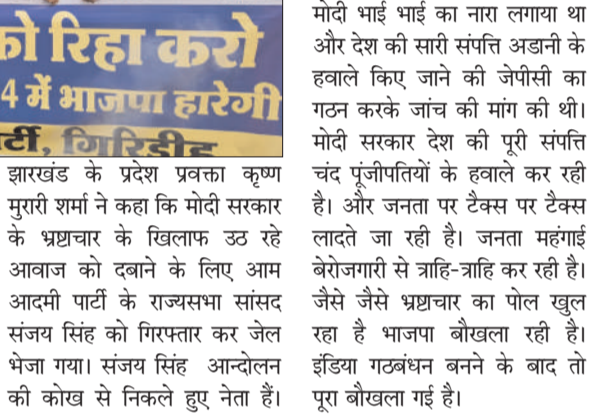 को रिहा करो
4 में भाजपा हारेगी
र्टी, गिरिडीह
झारखंड के प्रदेश प्रवक्ता कृष्ण
मुरारी शर्मा ने कहा कि मोदी सरकार
के भ्रष्टाचार के खिलाफ उठ रहे
आवाज को दबाने के लिए आम
आदमी पार्टी के राज्यसभा सांसद
संजय सिंह को गिरफ्तार कर जेल
भेजा गया। संजय सिंह आन्दोलन
की कोख से निकले हुए नेता हैं।
मोदी भाई भाई का नारा लगाया था
और देश की सारी संपत्ति अडानी के
हवाले किए जाने की जेपीसी का
गठन करके जांच की मांग की थी।
मोदी सरकार देश की पूरी संपत्ति
चंद पूंजीपतियों के हवाले कर रही
है। और जनता पर टैक्स पर टैक्स
लादते जा रही है। जनता महंगाई
बेरोजगारी से त्राहि-त्राहि कर रही है।
जैसे जैसे भ्रष्टाचार का पोल खुल
रहा है भाजपा बौखला रही है।
इंडिया गठबंधन बनने के बाद तो
पूरा बौखला गई है।